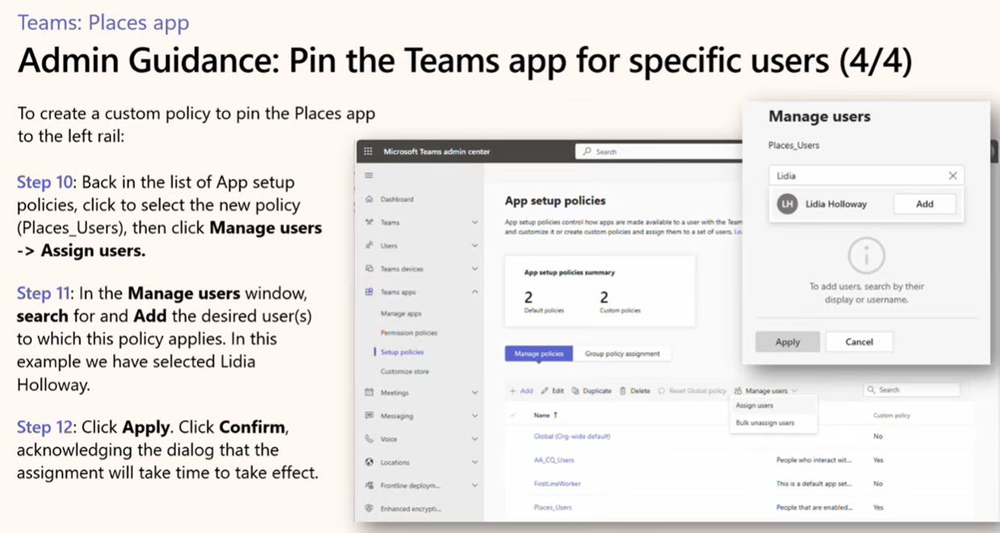 Teams: Places app
Admin Guidance: Pin the Teams app for specific users (4/4)
To create a custom policy to pin the Places app
to the left rail:
Step 10: Back in the list of App setup
policies, click to select the new policy
(Places_Users), then click Manage users
-> Assign users.
Step 11: In the Manage users window,
search for and Add the desired user(s)
to which this policy applies. In this
example we have selected Lidia
Holloway.
Step 12: Click Apply. Click Confirm,
acknowledging the dialog that the
assignment will take time to take effect.
Microsoft Teams admin center
Search
Dashboard
Teams
Users
Teams devices
Teams apps
Manage apps
Permission policies
Setup policies
Customize store
Meetings
Messaging
Voice
Locations
Frontline deploym...
Enhanced encrypti...
App setup policies
App setup policies control how apps are made available to a user with the Team
and customize it or create custom policies and assign them to a set of users. Le
App setup policies summary
2 2
Default policies Custom policies
Manage policies Group policy assignment
+ Add Edit Duplicate Delete Reset Global policy Manage users
Search
Assign users
Bulk unassign users
Name ↑ Custom policy
Global (Org-wide default) No
AA_CQ_Users People who interact wit... Yes
FirstLineWorker This is a default app set... No
Places_Users People that are enabled... Yes
Manage users
Places_Users
Lidia
LH Lidia Holloway Add
To add users, search by their
display or username.
Apply Cancel